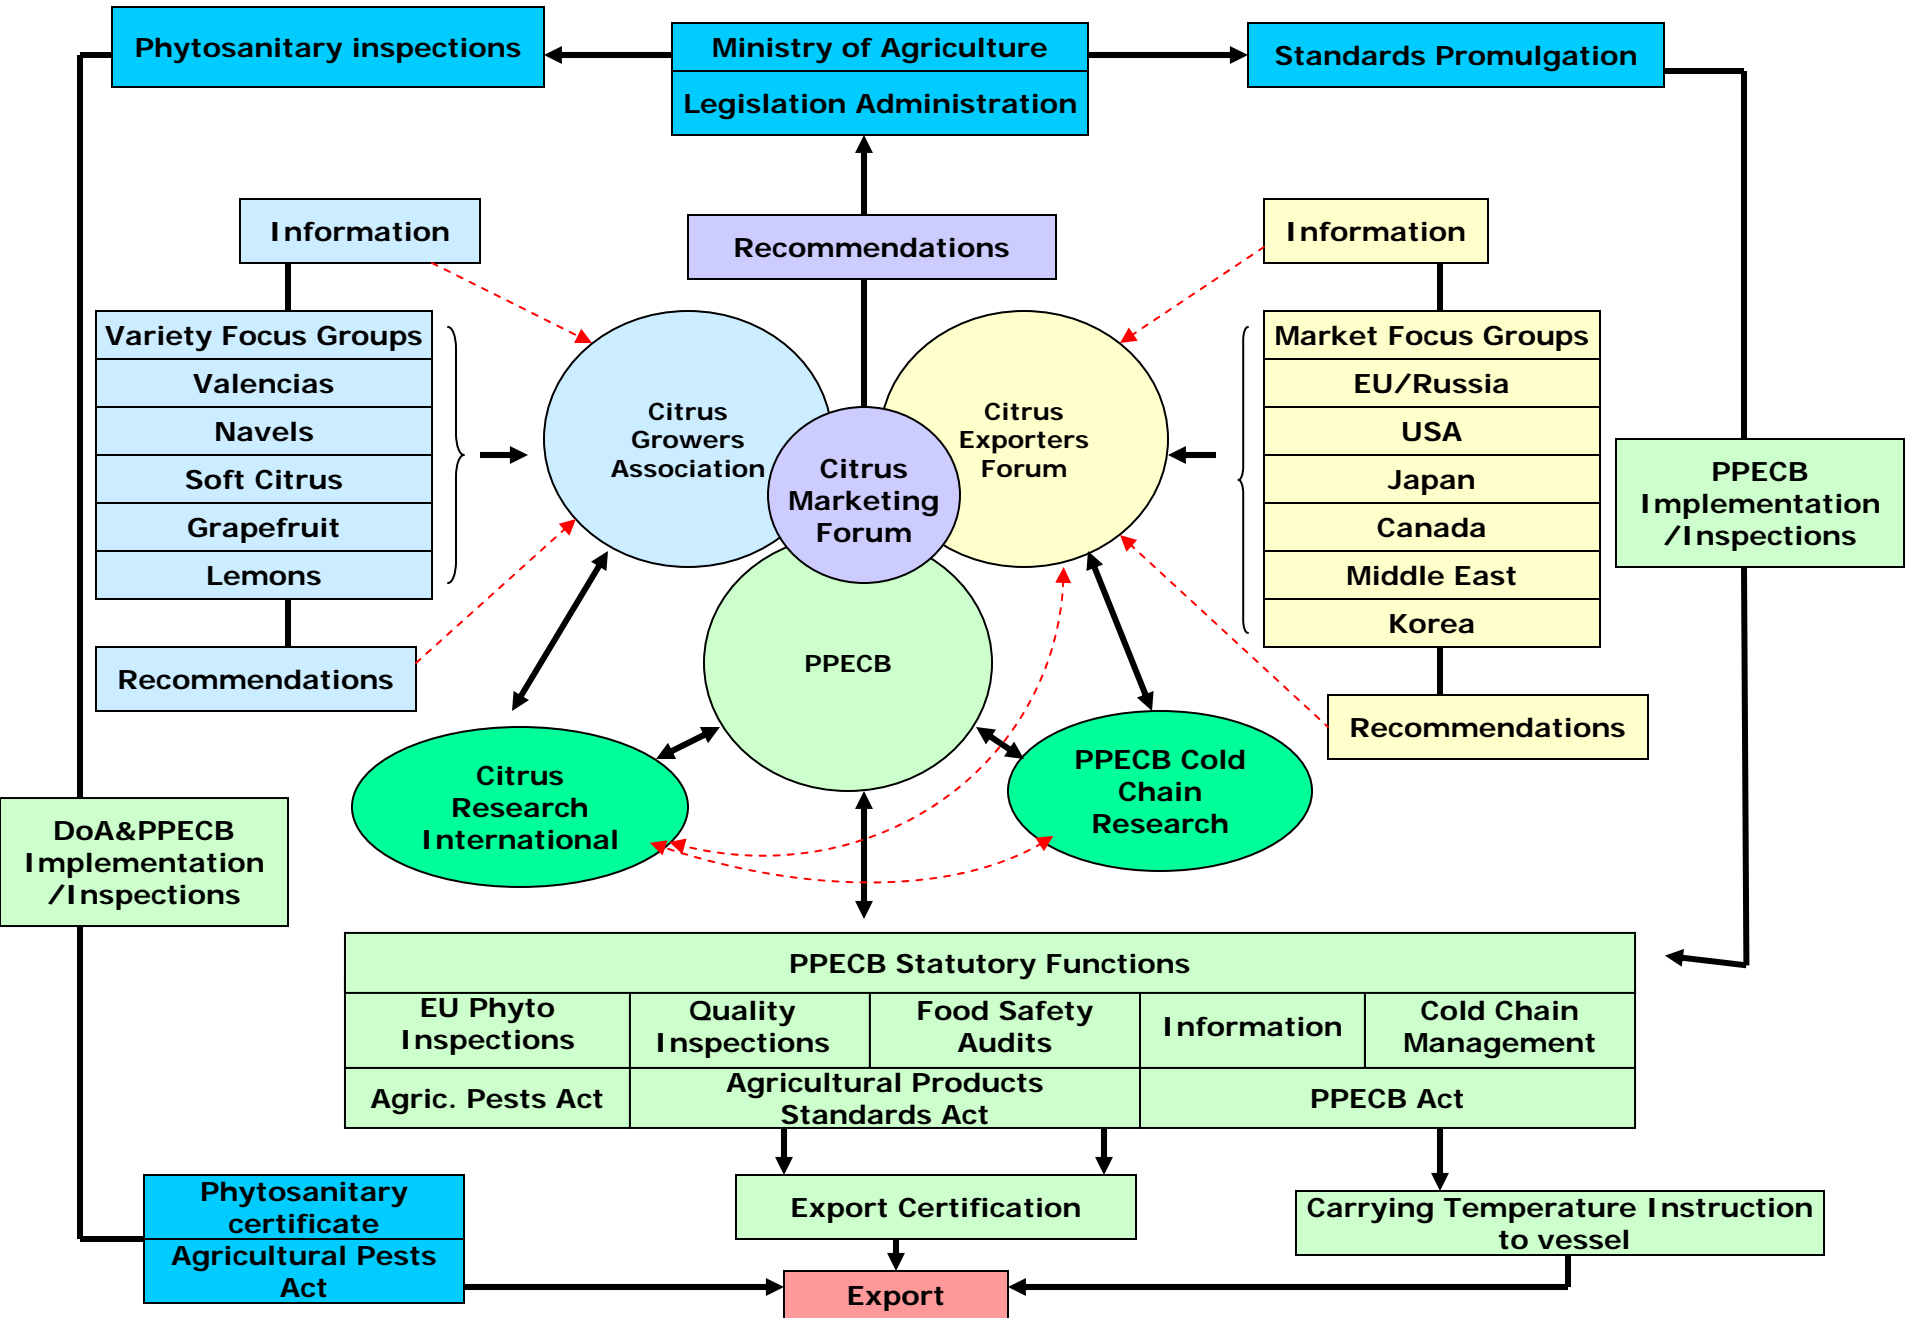 Phytosanitary inspections
Ministry of Agriculture
Legislation Administration
Standards Promulgation
Information
Recommendations
Information
Variety Focus Groups
Valencias
Navels
Soft Citrus
Grapefruit
Lemons
Recommendations
Citrus
Growers
Association
Citrus
Marketing
Forum
Citrus
Exporters
Forum
Market Focus Groups
EU/Russia
USA
Japan
Canada
Middle East
Korea
Recommendations
PPECB
Implementation
/Inspections
PPECB
Citrus
Research
International
PPECB Cold
Chain
Research
DoA&PPECB
Implementation
/Inspections
PPECB Statutory Functions
EU Phyto
Inspections
Quality
Inspections
Food Safety
Audits
Information
Cold Chain
Management
Agric. Pests Act
Agricultural Products
Standards Act
PPECB Act
Phytosanitary
certificate
Agricultural Pests
Act
Export Certification
Carrying Temperature Instruction
to vessel
Export